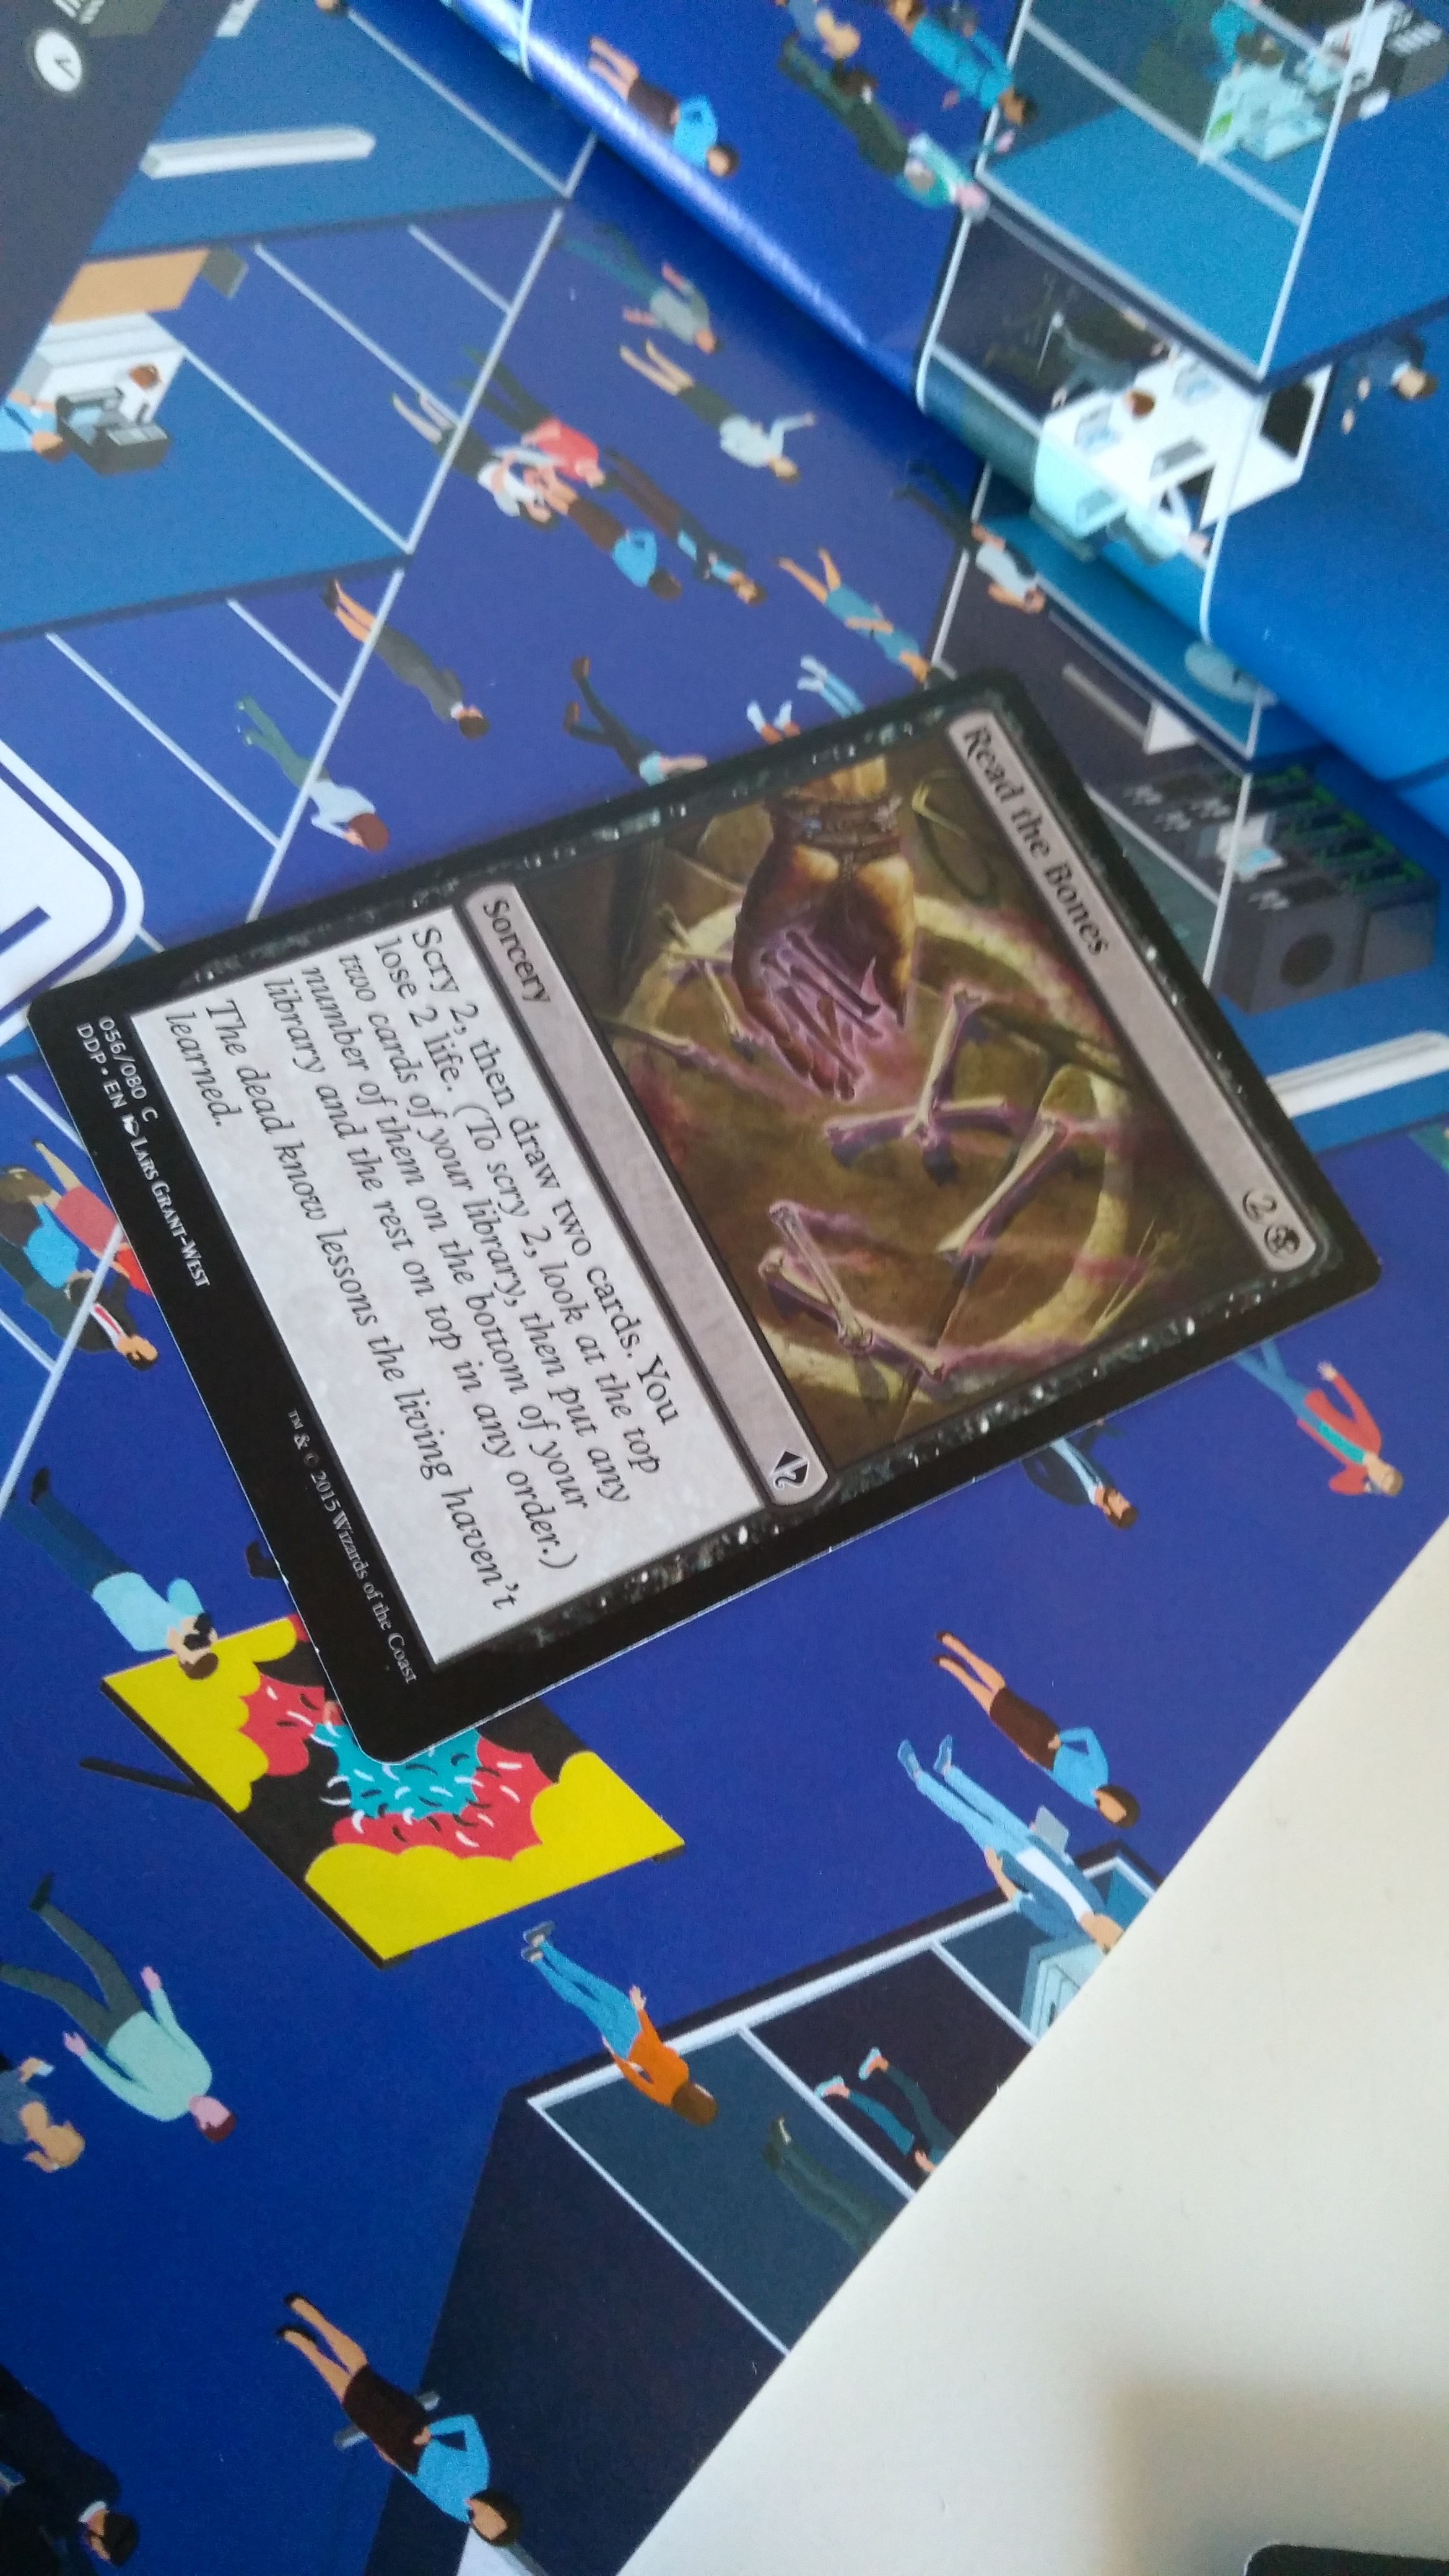 Read the Bones
2
Sorcery
Scry 2, then draw two cards. You
lose 2 life. (To scry 2, look at the top
two cards of your library, then put any
number of them on the bottom of your
library and the rest on top in any order.)
The dead know lessons the living haven't
learned.
056/080 C
DDP • EN LARS GRANT-WEST
™ & © 2015 Wizards of the Coast